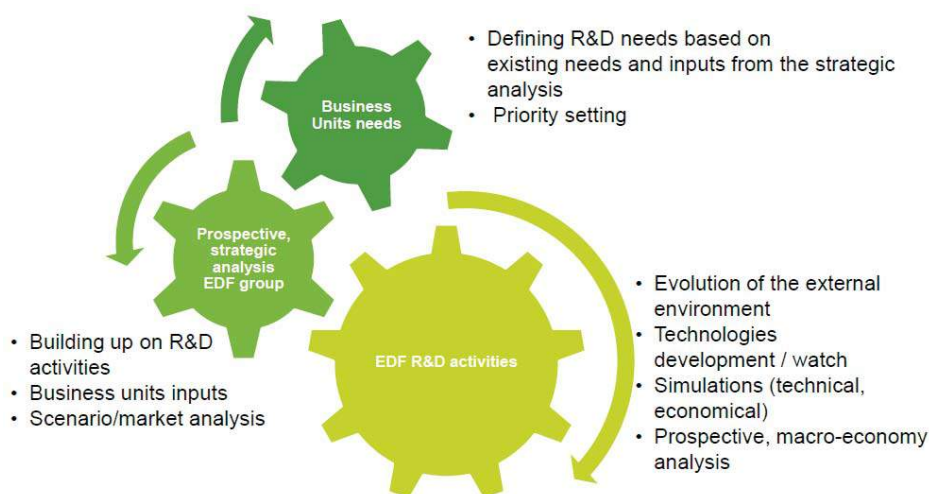 • Defining R&D needs based on
existing needs and inputs from the strategic
analysis
• Priority setting
Business
Units needs
Prospective,
strategic
analysis
EDF group
• Building up on R&D
activities
• Business units inputs
• Scenario/market analysis
EDF R&D activities
• Evolution of the external
environment
• Technologies
development / watch
• Simulations (technical,
economical)
• Prospective, macro-economy
analysis